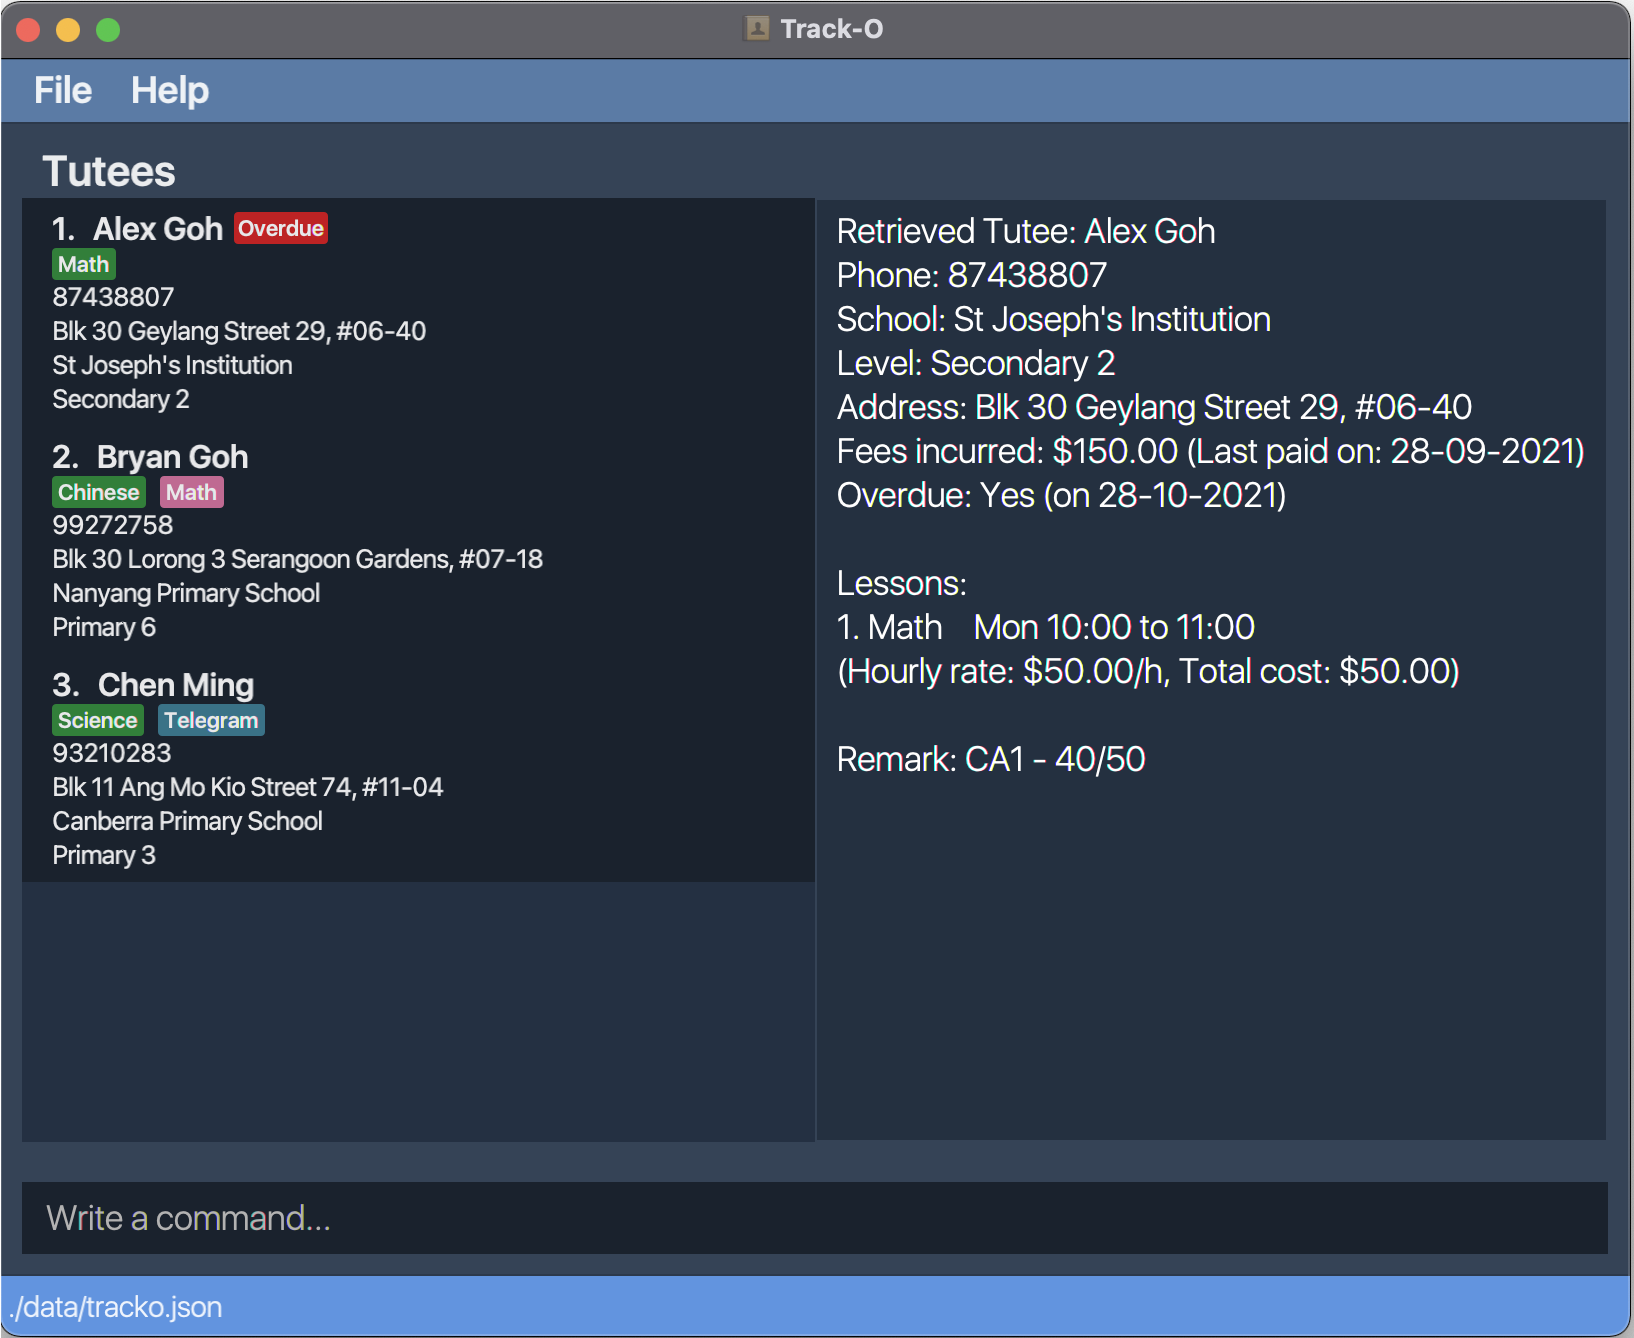 Track-O
File Help
Tutees
1. Alex Goh Overdue
Math
87438807
Blk 30 Geylang Street 29, #06-40
St Joseph's Institution
Secondary 2
2. Bryan Goh
Chinese Math
99272758
Blk 30 Lorong 3 Serangoon Gardens, #07-18
Nanyang Primary School
Primary 6
3. Chen Ming
Science Telegram
93210283
Blk 11 Ang Mo Kio Street 74, #11-04
Canberra Primary School
Primary 3
Retrieved Tutee: Alex Goh
Phone: 87438807
School: St Joseph's Institution
Level: Secondary 2
Address: Blk 30 Geylang Street 29, #06-40
Fees incurred: $150.00 (Last paid on: 28-09-2021)
Overdue: Yes (on 28-10-2021)
Lessons:
1. Math Mon 10:00 to 11:00
(Hourly rate: $50.00/h, Total cost: $50.00)
Remark: CA1 - 40/50
Write a command...
./data/tracko.json